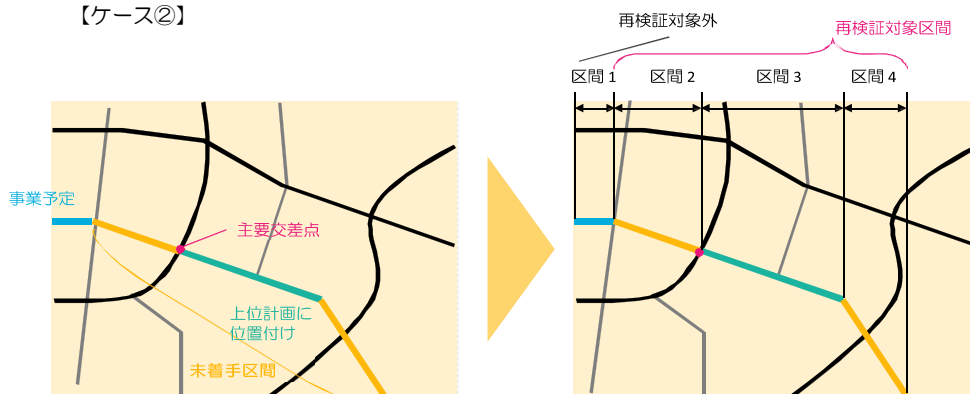 【ケース②】
再検証対象外
再検証対象区間
区間 1
区間 2
区間 3
区間 4
事業予定
主要交差点
上位計画に
位置付け
未着手区間